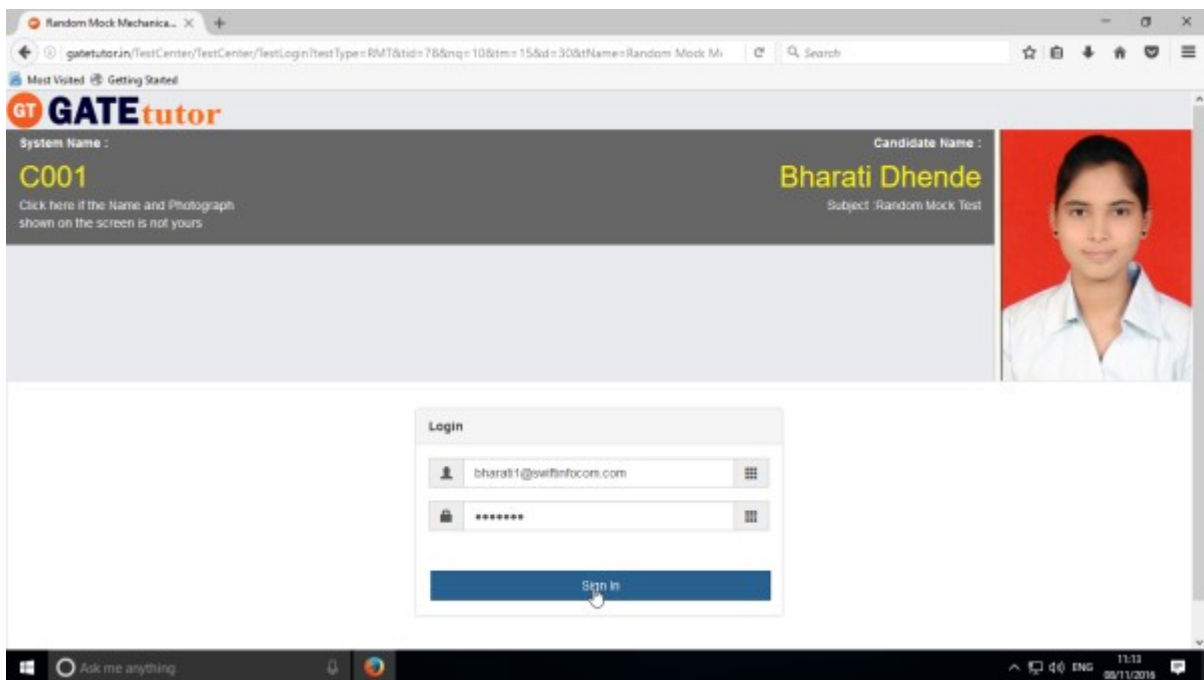 Random Mock Mechanica...
gatetutor.in/TestCenter/TestCenter/TestLogin?testType=RMT&tid=78&nq=10&tm=15&d=30&tName=Random Mock M
Search
Most Visited
Getting Started
GT GATEtutor
System Name :
Candidate Name :
C001
Bharati Dhende
Click here if the Name and Photograph
shown on the screen is not yours
Subject :Random Mock Test
Login
bharati1@swiftinfocom.com
Sign In
Ask me anything
ENG
11:13
08/11/2016